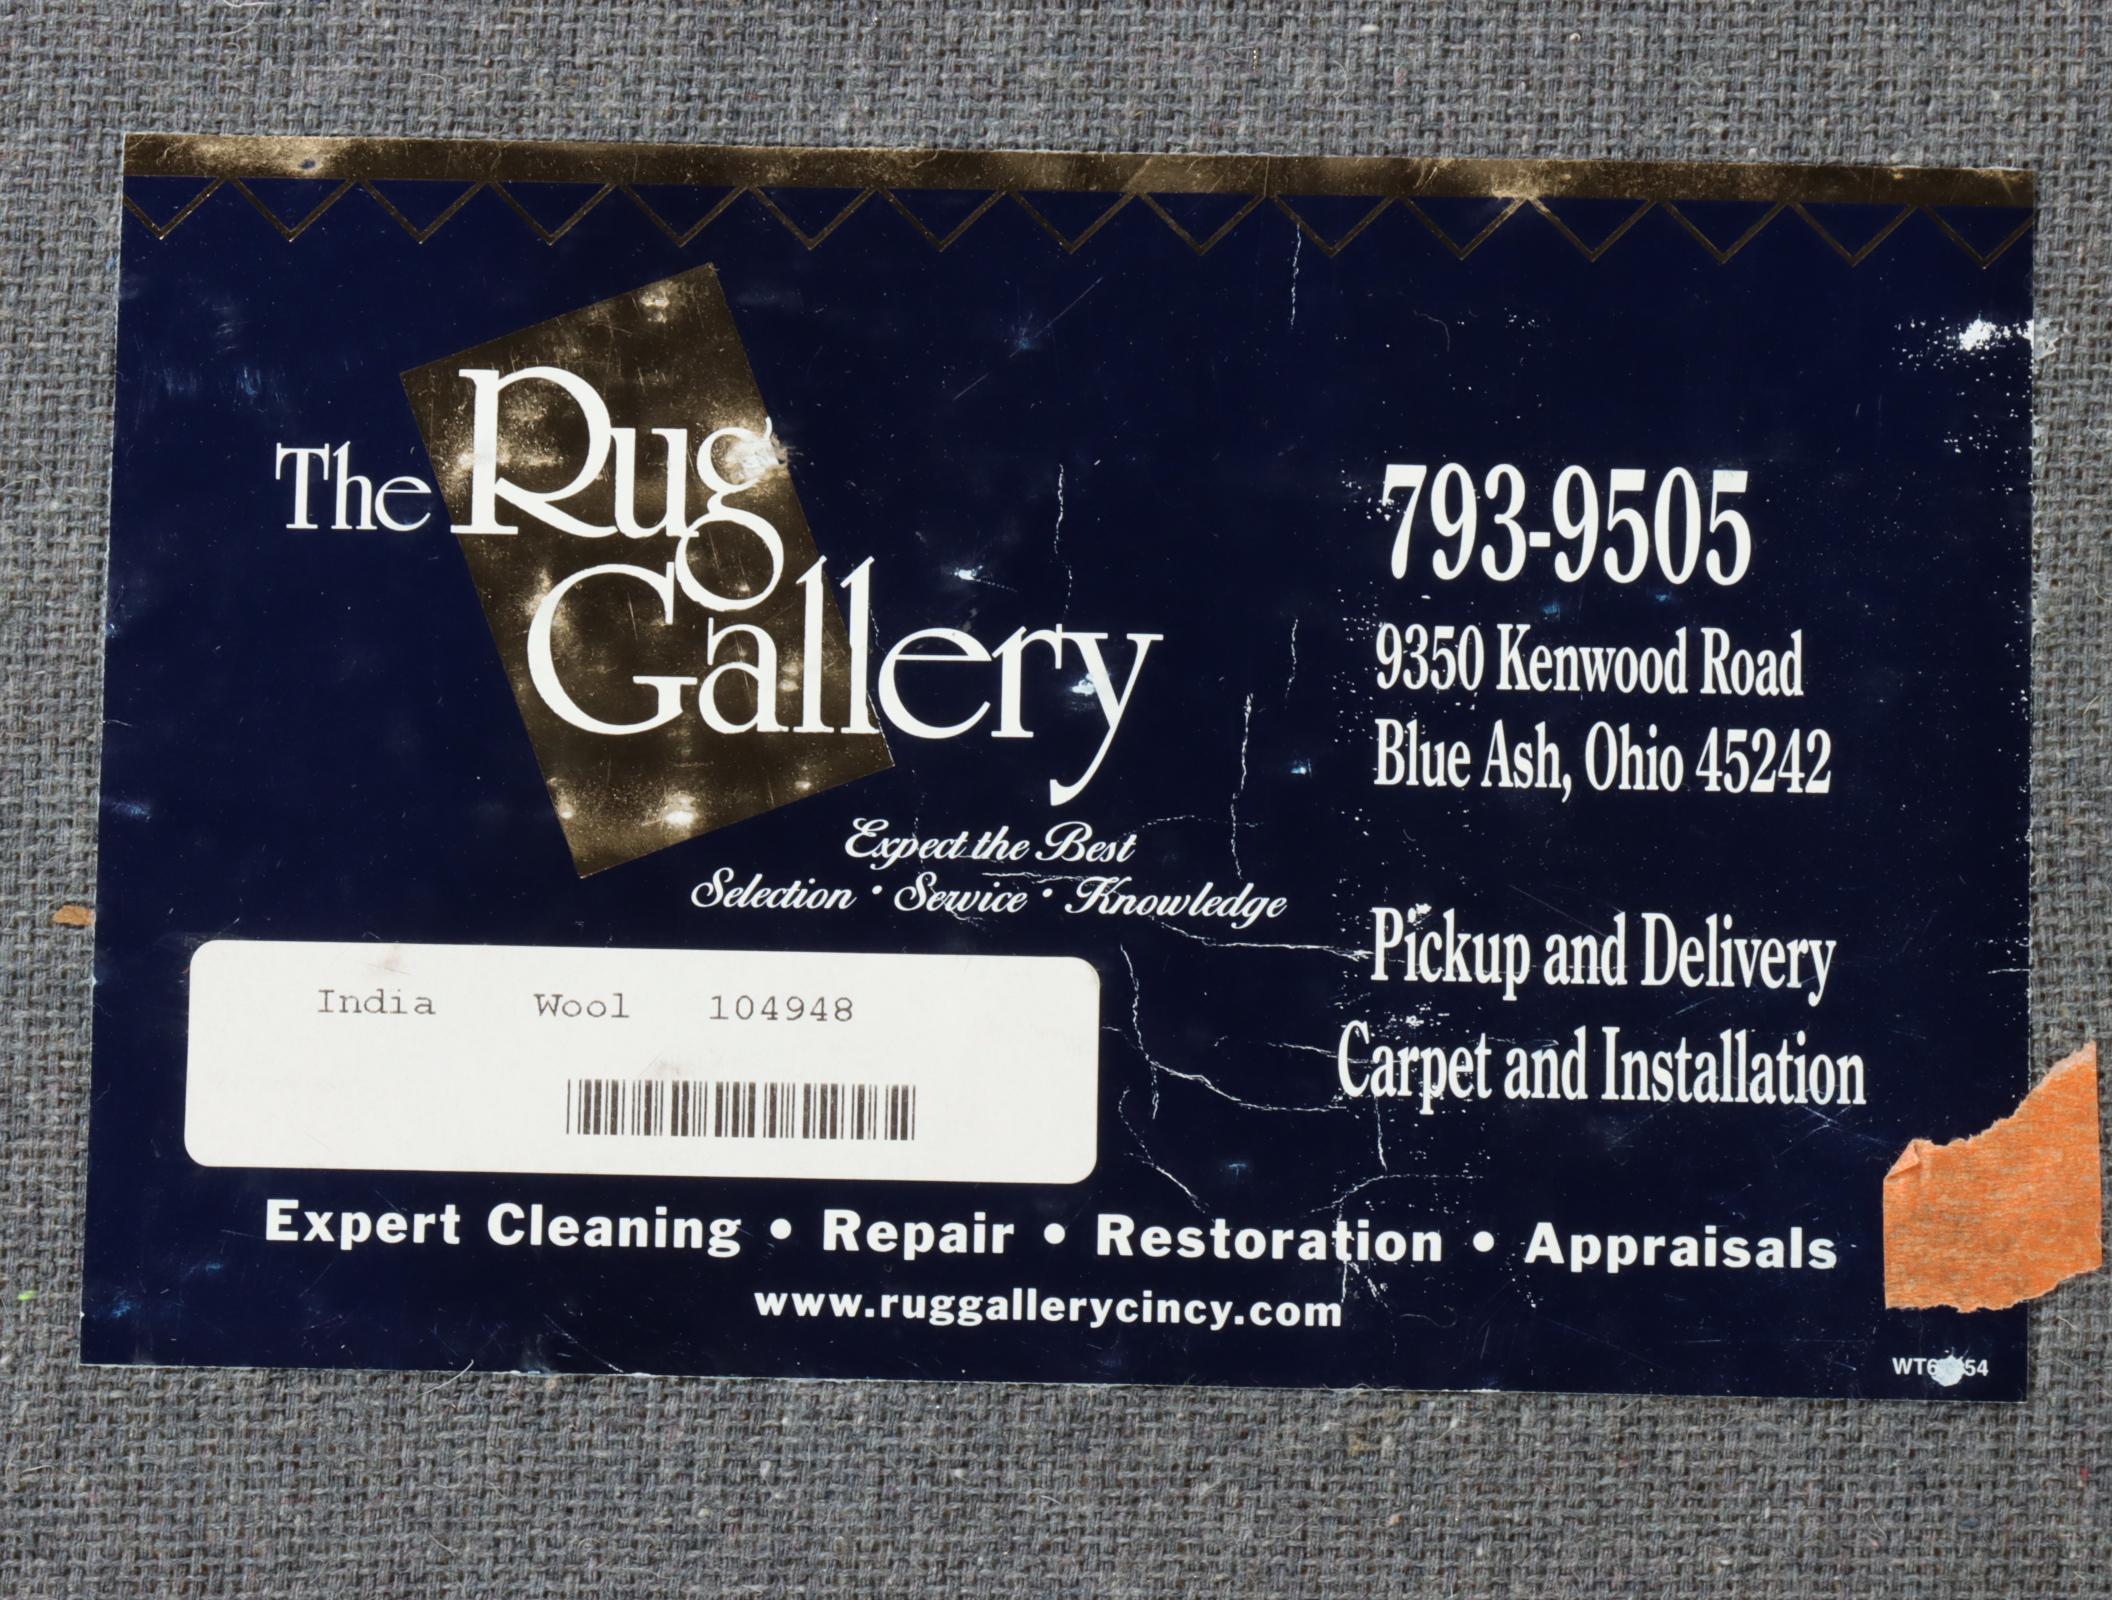 The Rug
Gallery
Expect the Best
Selection · Service · Knowledge
793-9505
9350 Kenwood Road
Blue Ash, Ohio 45242
Pickup and Delivery
Carpet and Installation
India Wool 104948
Expert Cleaning • Repair • Restoration • Appraisals
www.ruggallerycincy.com